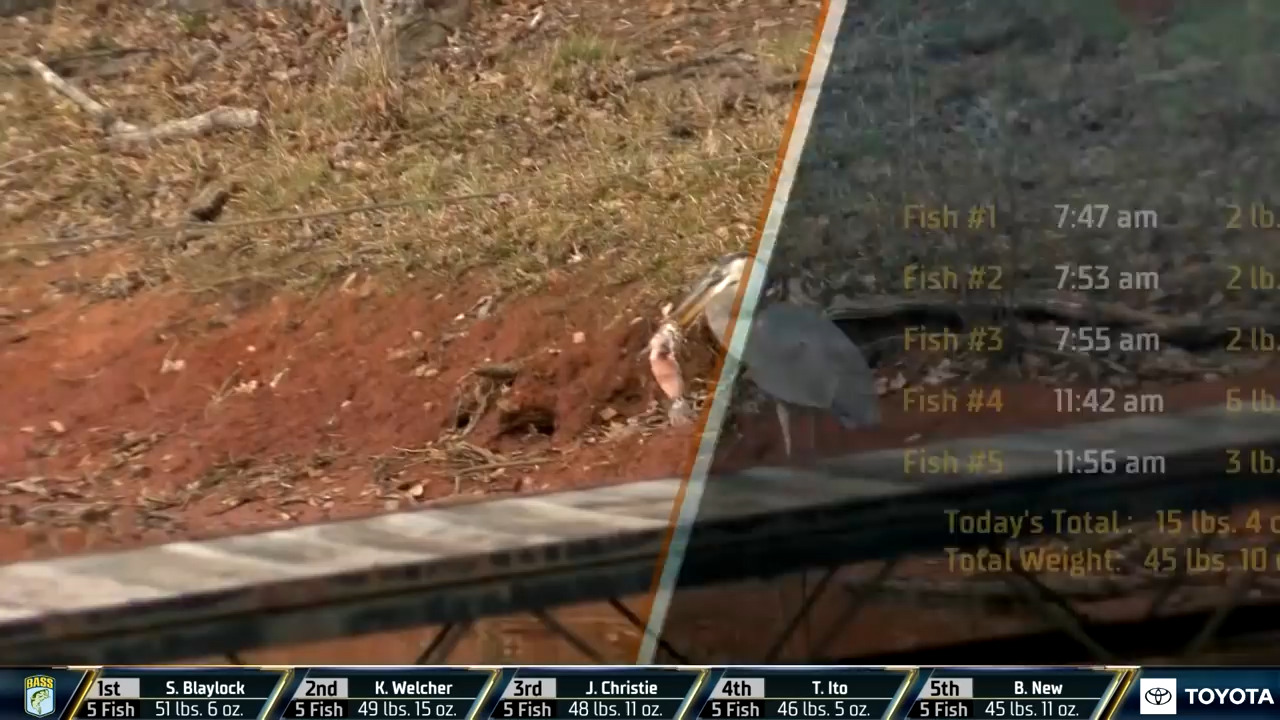 Fish #1 7:47 am 2 lb
Fish #2 7:53 am 2 lb.
Fish #3 7:55 am 2 lb.
Fish #4 11:42 am 6 lb
Fish #5 11:56 am 3 lb.
Today's Total: 15 lbs. 4
Total Weight: 45 lbs. 10
BASS
1st S. Blaylock
5 Fish 51 lbs. 6 oz.
2nd K. Welcher
5 Fish 49 lbs. 15 oz.
3rd J. Christie
5 Fish 48 lbs. 11 oz.
4th T. Ito
5 Fish 46 lbs. 5 oz.
5th B. New
5 Fish 45 lbs. 11 oz.
TOYOTA